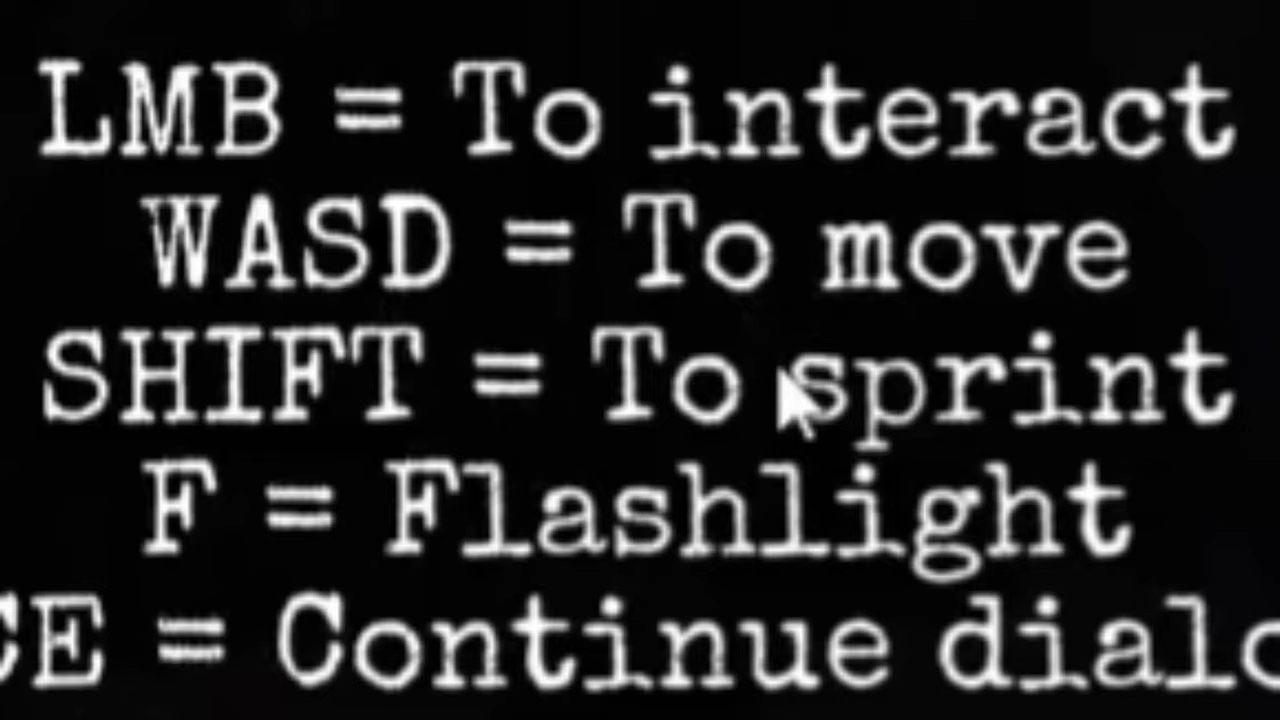 LMB = To interact
WASD = To move
SHIFT = To sprint
F = Flashlight
= Continue